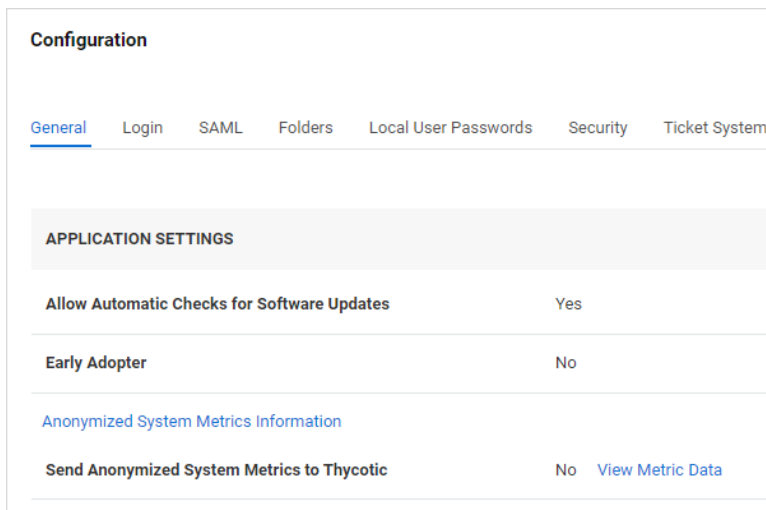 Configuration
General Login SAML Folders Local User Passwords Security Ticket System
APPLICATION SETTINGS
Allow Automatic Checks for Software Updates Yes
Early Adopter No
Anonymized System Metrics Information
Send Anonymized System Metrics to Thycotic No View Metric Data